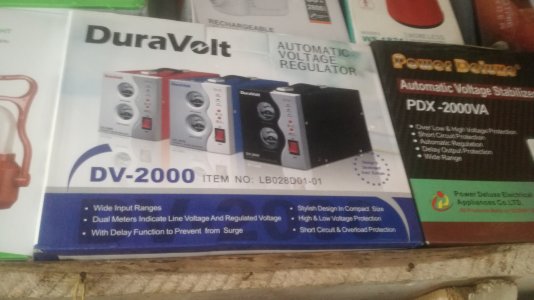 DuraVolt
AUTOMATIC
VOLTAGE
REGULATOR
DuraVolt
DV-2000 ITEM NO: LB028D01-01
• Wide Input Ranges
• Dual Meters Indicate Line Voltage And Regulated Voltage
• With Delay Function to Prevent from Surge
• Stylish Design In Compact Size
• High & Low Voltage Protection
• Short Circuit & Overload Protection
RECHARGEABLE
Power Deluxe
Automatic Voltage Stabilizer
PDX -2000VA
• Over Low & High Voltage Protection
• Short Circuit Protection
• Automatic Regulation
• Delay Output Protection
• Wide Range
Power Deluxe Electrical
Appliances Co.LTD.